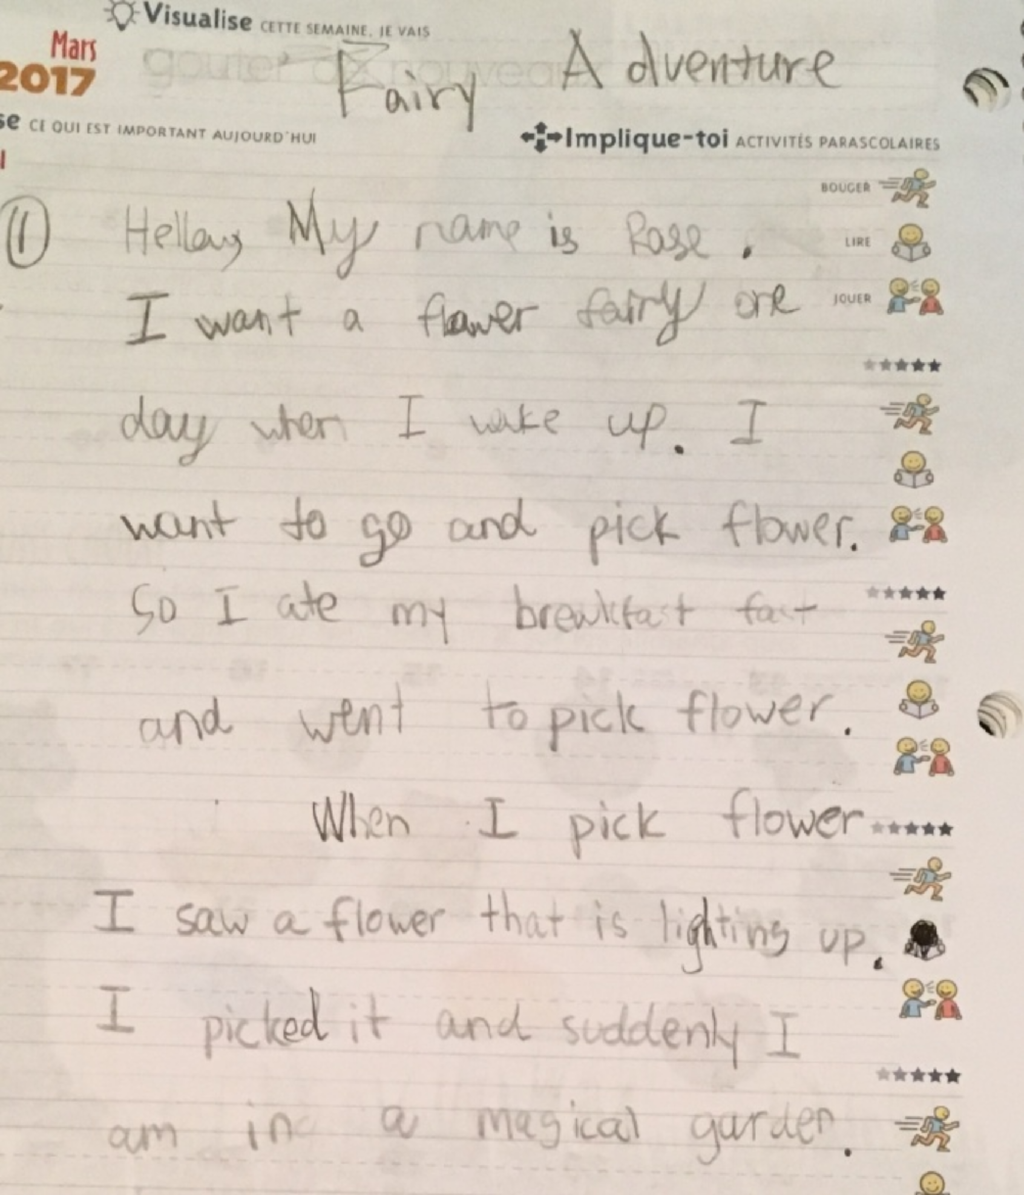 Visualise CETTE SEMAINE, JE VAIS
Mars
2017
Fairy Adventure
se CE QUI EST IMPORTANT AUJOURD'HUI
Implique-toi ACTIVITÉS PARASCOLAIRES
BOUGER
① Hellow, My name is Rose.
LIRE
I want a flower fairy one
JOUER
day when I wake up. I
want to go and pick flower.
So I ate my breakfast fast
and went to pick flower.
When I pick flower
I saw a flower that is lighting up.
I picked it and suddenly I
am in a magical garden.